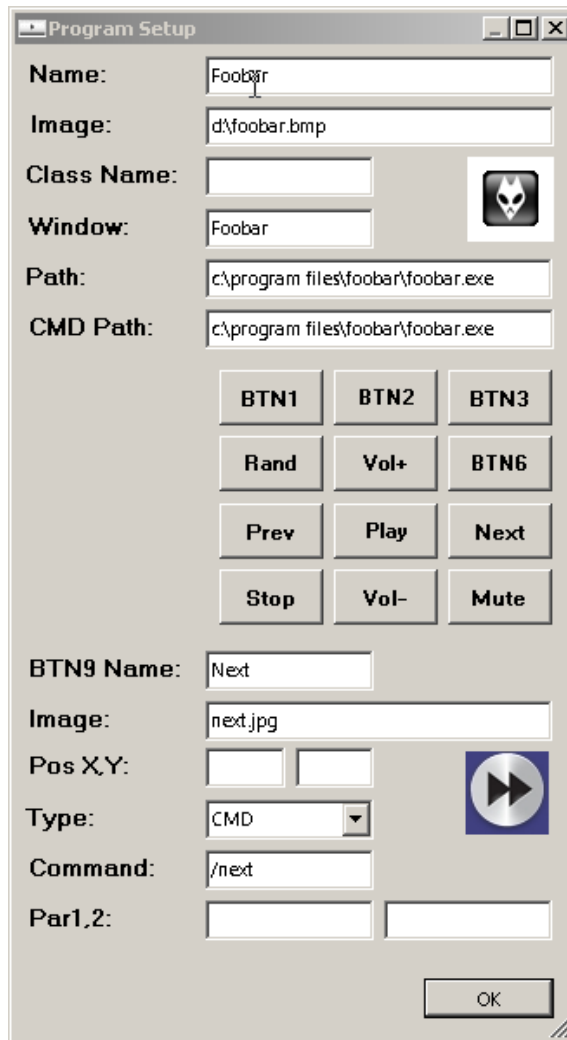 Program Setup
Name: Foobar
Image: d:\foobar.bmp
Class Name:
Window: Foobar
Path: c:\program files\foobar\foobar.exe
CMD Path: c:\program files\foobar\foobar.exe
BTN1 BTN2 BTN3
Rand Vol+ BTN6
Prev Play Next
Stop Vol- Mute
BTN9 Name: Next
Image: next.jpg
Pos X,Y:
Type: CMD
Command: /next
Par1,2:
OK